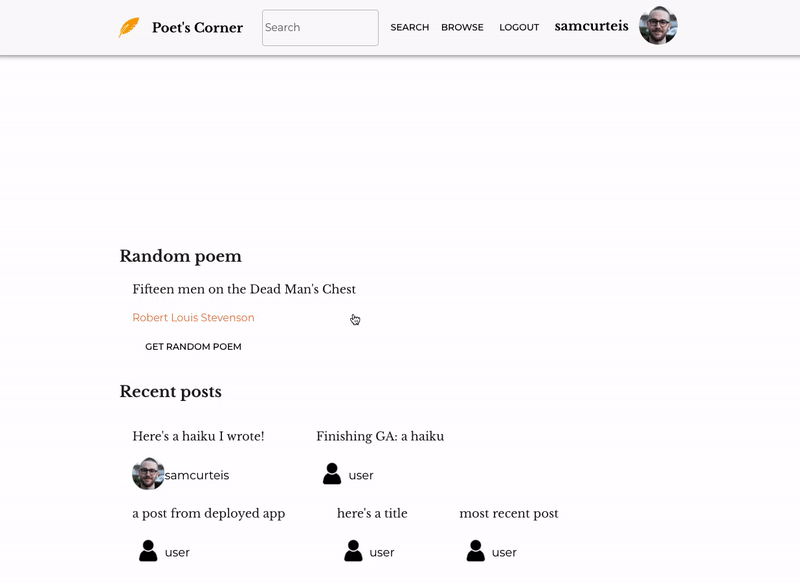 Poet's Corner Search SEARCH BROWSE LOGOUT samcurteis
Random poem
Fifteen men on the Dead Man's Chest
Robert Louis Stevenson
GET RANDOM POEM
Recent posts
Here's a haiku I wrote! Finishing GA: a haiku
samcurteis user
a post from deployed app here's a title most recent post
user user user